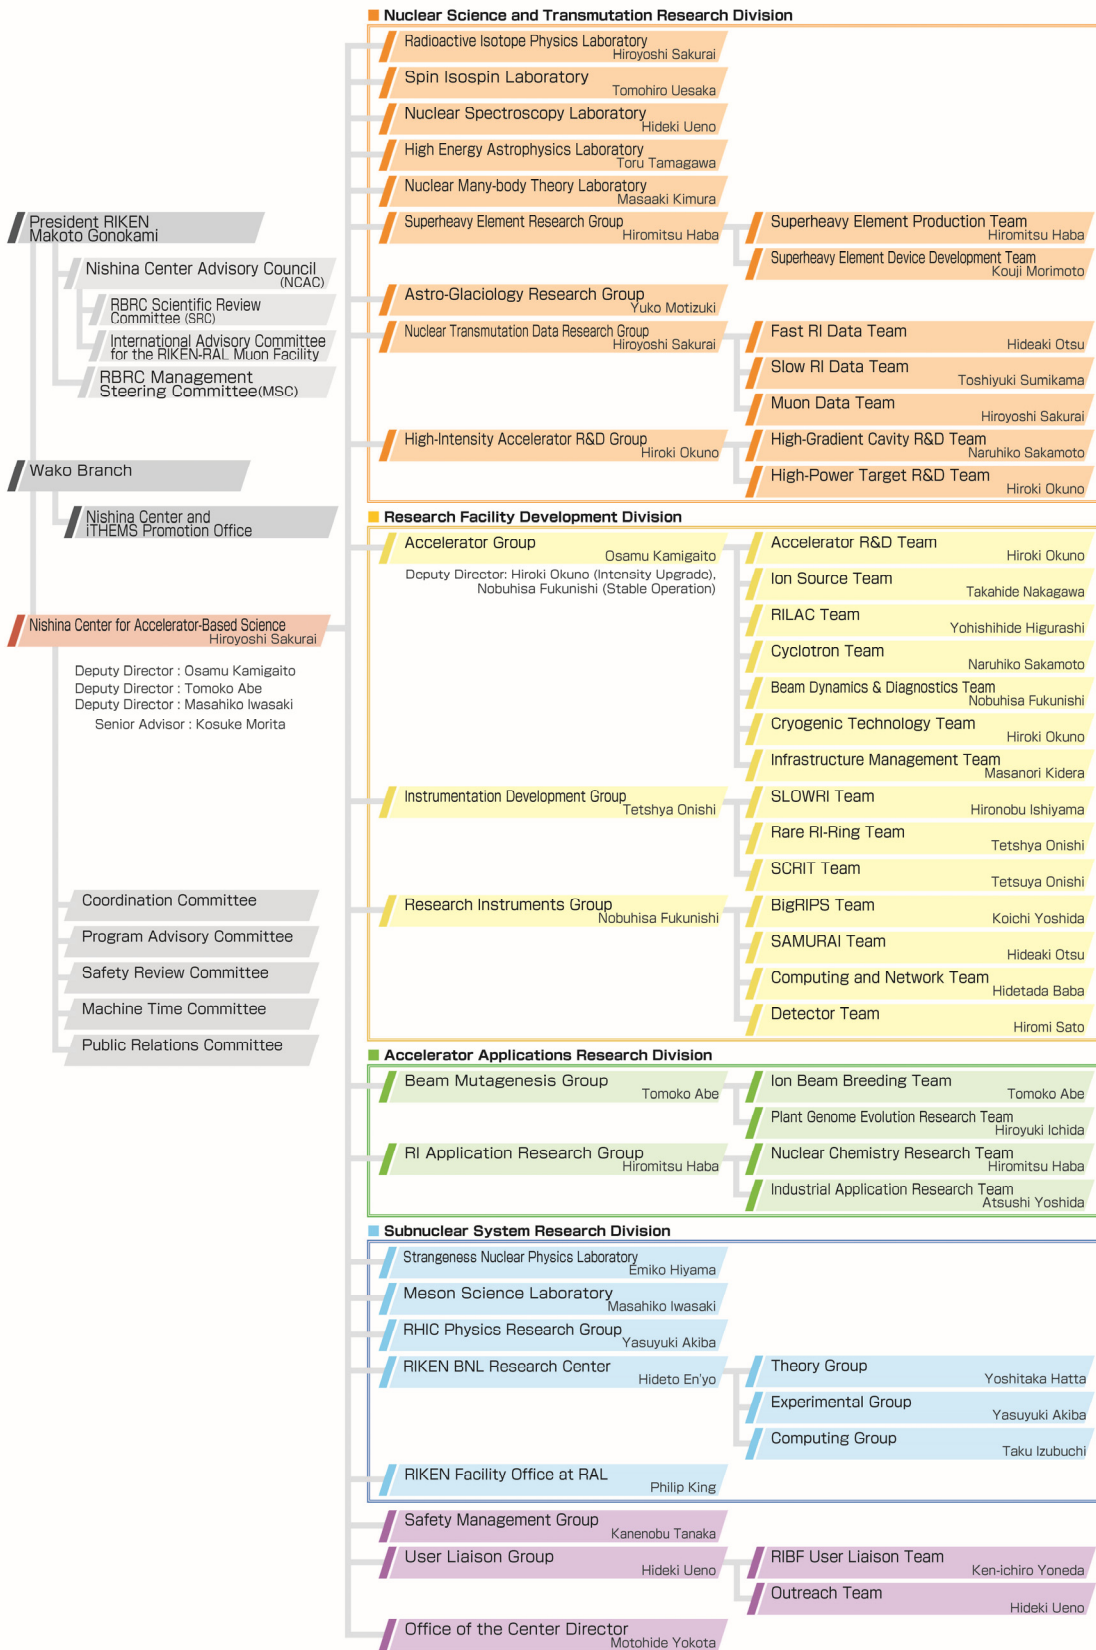 President RIKEN
Makoto Gonokami
Nishina Center Advisory Council
(NCAC)
RBRC Scientific Review
Committee (SRC)
International Advisory Committee
for the RIKEN-RAL Muon Facility
RBRC Management
Steering Committee(MSC)
Wako Branch
Nishina Center and
iTHEMS Promotion Office
Nishina Center for Accelerator-Based Science
Hiroyoshi Sakurai
Deputy Director : Osamu Kamigaito
Deputy Director : Tomoko Abe
Deputy Director : Masahiko Iwasaki
Senior Advisor : Kosuke Morita
Coordination Committee
Program Advisory Committee
Safety Review Committee
Machine Time Committee
Public Relations Committee
Nuclear Science and Transmutation Research Division
Radioactive Isotope Physics Laboratory
Hiroyoshi Sakurai
Spin Isospin Laboratory
Tomohiro Uesaka
Nuclear Spectroscopy Laboratory
Hideki Ueno
High Energy Astrophysics Laboratory
Toru Tamagawa
Nuclear Many-body Theory Laboratory
Masaaki Kimura
Superheavy Element Research Group
Hiromitsu Haba
Superheavy Element Production Team
Hiromitsu Haba
Superheavy Element Device Development Team
Kouji Morimoto
Astro-Glaciology Research Group
Yuko Motizuki
Nuclear Transmutation Data Research Group
Hiroyoshi Sakurai
Fast RI Data Team
Hideaki Otsu
Slow RI Data Team
Toshiyuki Sumikama
Muon Data Team
Hiroyoshi Sakurai
High-Intensity Accelerator R&D Group
Hiroki Okuno
High-Gradient Cavity R&D Team
Naruhiko Sakamoto
High-Power Target R&D Team
Hiroki Okuno
Research Facility Development Division
Accelerator Group
Osamu Kamigaito
Deputy Director: Hiroki Okuno (Intensity Upgrade),
Nobuhisa Fukunishi (Stable Operation)
Accelerator R&D Team
Hiroki Okuno
Ion Source Team
Takahide Nakagawa
RILAC Team
Yohishihide Higurashi
Cyclotron Team
Naruhiko Sakamoto
Beam Dynamics & Diagnostics Team
Nobuhisa Fukunishi
Cryogenic Technology Team
Hiroki Okuno
Infrastructure Management Team
Masanori Kidera
Instrumentation Development Group
Tetshya Onishi
SLOWRI Team
Hironobu Ishiyama
Rare RI-Ring Team
Tetshya Onishi
SCRIT Team
Tetsuya Onishi
Research Instruments Group
Nobuhisa Fukunishi
BigRIPS Team
Koichi Yoshida
SAMURAI Team
Hideaki Otsu
Computing and Network Team
Hidetada Baba
Detector Team
Hiromi Sato
Accelerator Applications Research Division
Beam Mutagenesis Group
Tomoko Abe
Ion Beam Breeding Team
Tomoko Abe
Plant Genome Evolution Research Team
Hiroyuki Ichida
RI Application Research Group
Hiromitsu Haba
Nuclear Chemistry Research Team
Hiromitsu Haba
Industrial Application Research Team
Atsushi Yoshida
Subnuclear System Research Division
Strangeness Nuclear Physics Laboratory
Emiko Hiyama
Meson Science Laboratory
Masahiko Iwasaki
RHIC Physics Research Group
Yasuyuki Akiba
RIKEN BNL Research Center
Hideto En'yo
Theory Group
Yoshitaka Hatta
Experimental Group
Yasuyuki Akiba
Computing Group
Taku Izubuchi
RIKEN Facility Office at RAL
Philip King
Safety Management Group
Kanenobu Tanaka
User Liaison Group
Hideki Ueno
RIBF User Liaison Team
Ken-ichiro Yoneda
Outreach Team
Hideki Ueno
Office of the Center Director
Motohide Yokota